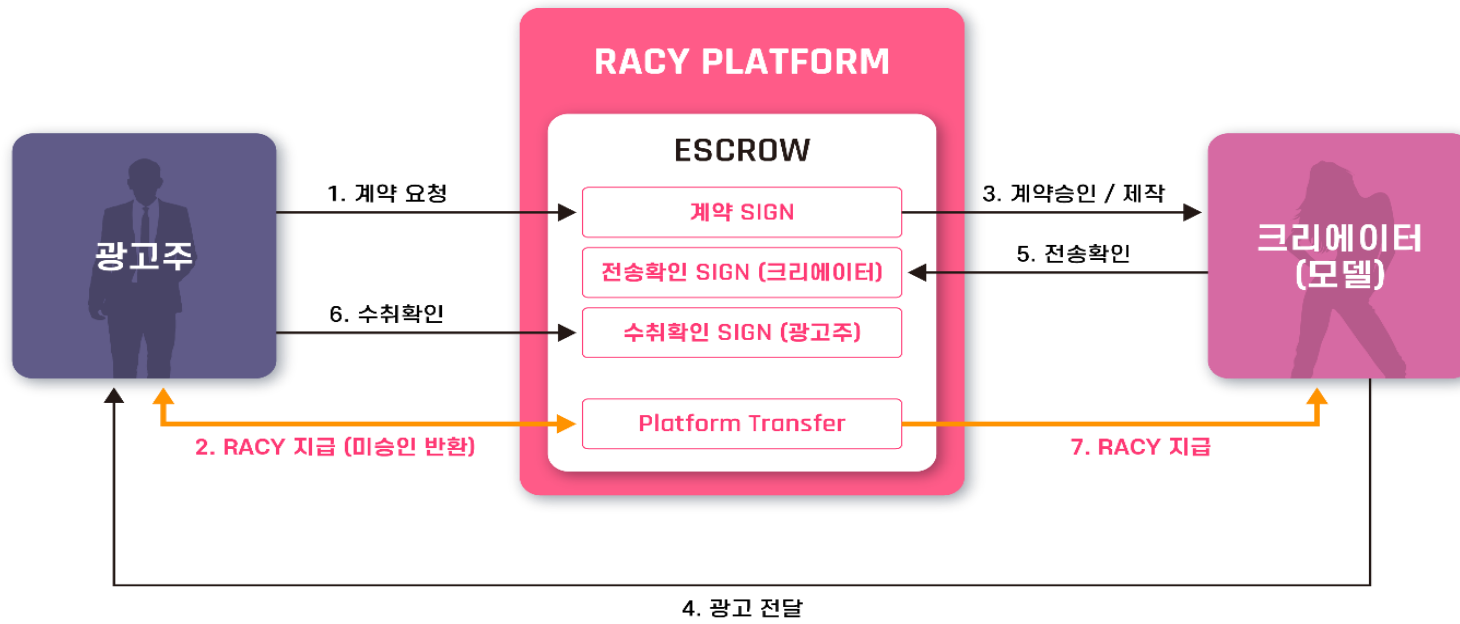 RACY PLATFORM
ESCROW
광고주
1. 계약 요청
계약 SIGN
3. 계약승인 / 제작
크리에이터
(모델)
전송확인 SIGN (크리에이터)
5. 전송확인
6. 수취확인
수취확인 SIGN (광고주)
Platform Transfer
2. RACY 지급 (미승인 반환)
7. RACY 지급
4. 광고 전달